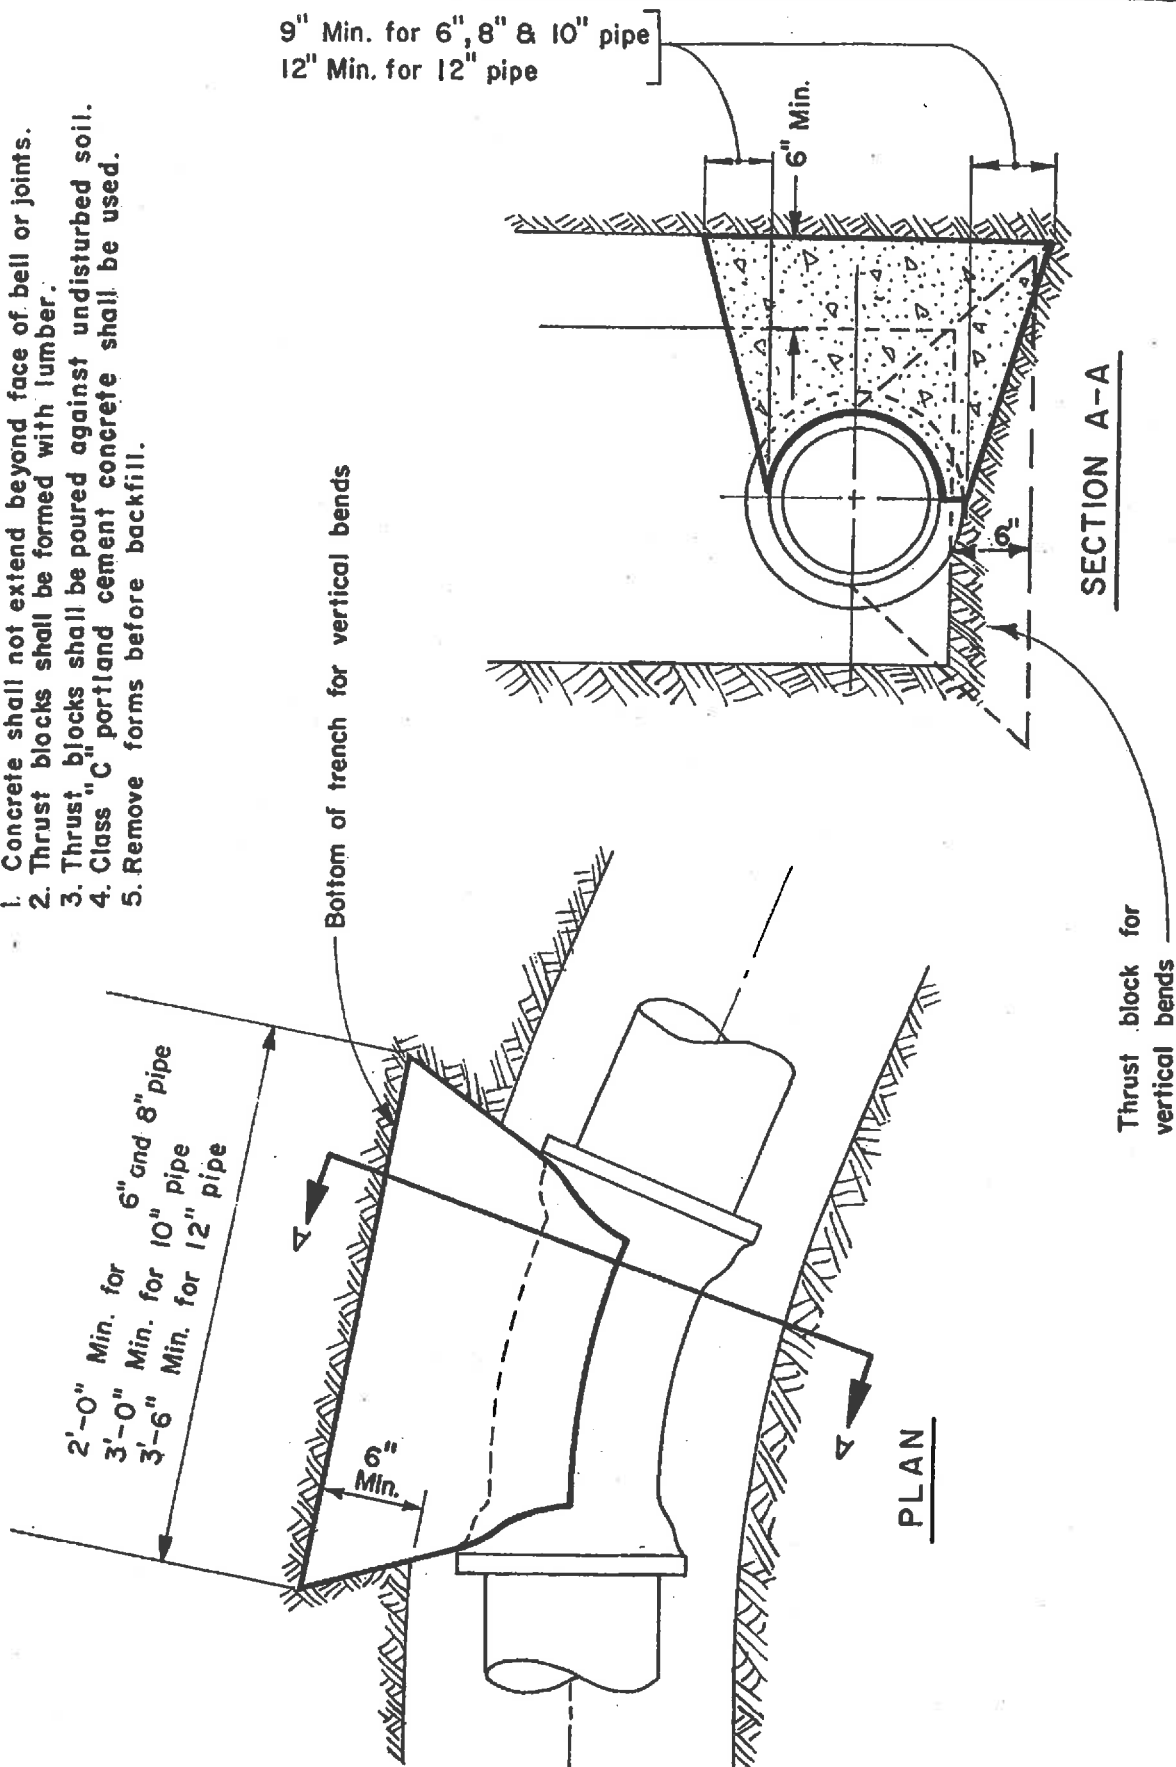 1. Concrete shall not extend beyond face of bell or joints.
2. Thrust blocks shall be formed with lumber.
3. Thrust blocks shall be poured against undisturbed soil.
4. Class "C" portland cement concrete shall be used.
5. Remove forms before backfill.
9" Min. for 6", 8" & 10" pipe
12" Min. for 12" pipe
6" Min.
6"
SECTION A-A
Thrust block for
vertical bends
Bottom of trench for vertical bends
2'-0" Min. for 6" and 8" pipe
3'-0" Min. for 10" pipe
3'-6" Min. for 12" pipe
6"
Min.
A
A
PLAN